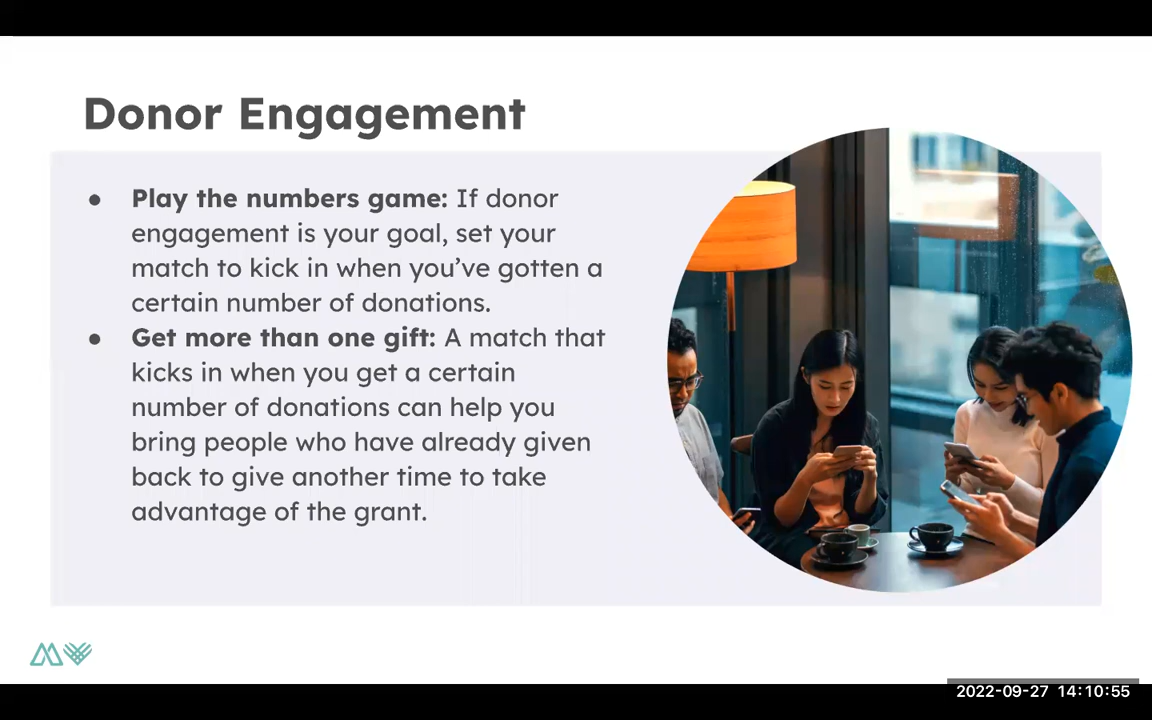 Donor Engagement
● Play the numbers game: If donor
engagement is your goal, set your
match to kick in when you’ve gotten a
certain number of donations.
● Get more than one gift: A match that
kicks in when you get a certain
number of donations can help you
bring people who have already given
back to give another time to take
advantage of the grant.
2022-09-27 14:10:55